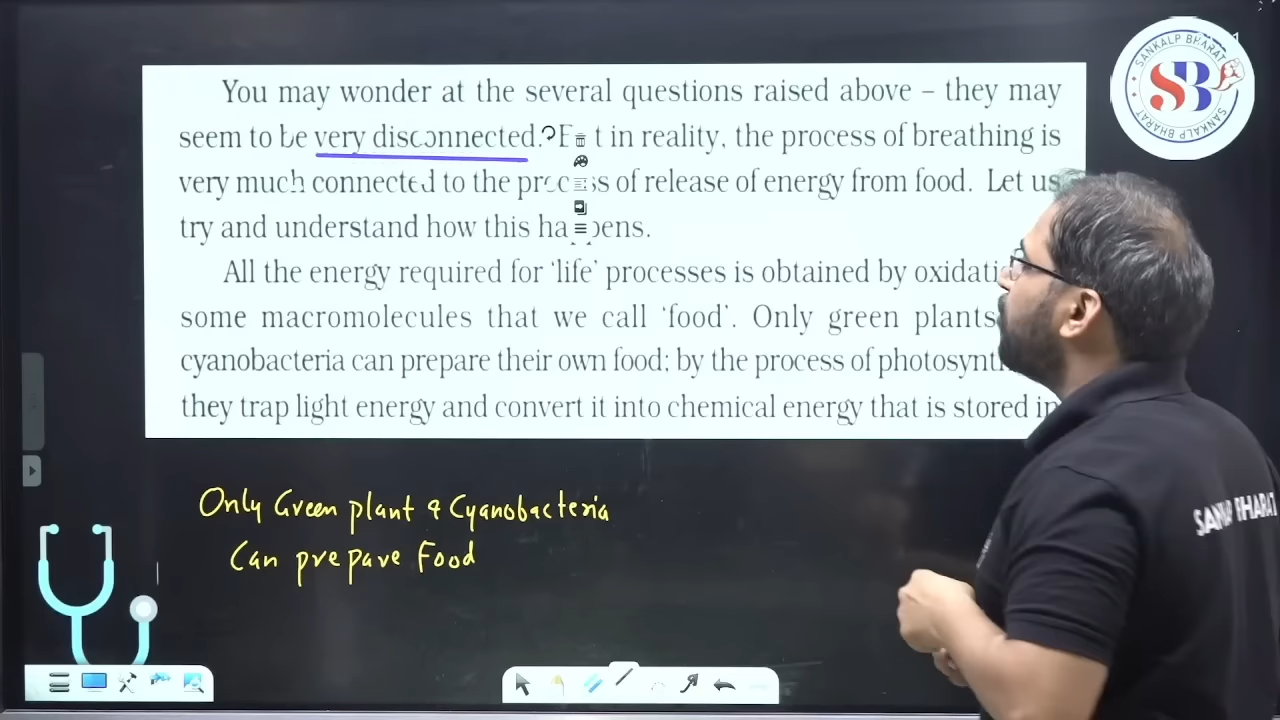 You may wonder at the several questions raised above – they may
seem to be very disconnected. t in reality, the process of breathing is
very much connected to the process of release of energy from food. Let us
try and understand how this happens.
All the energy required for ‘life’ processes is obtained by
some macromolecules that we call ‘food’. Only green plants
cyanobacteria can prepare their own food; by the process of
they trap light energy and convert it into chemical energy that is stored in
Only Green plant & Cyanobacteria
Can prepare Food
SANKALP BHARAT
SB
SANKALP BHARAT
BHARAT